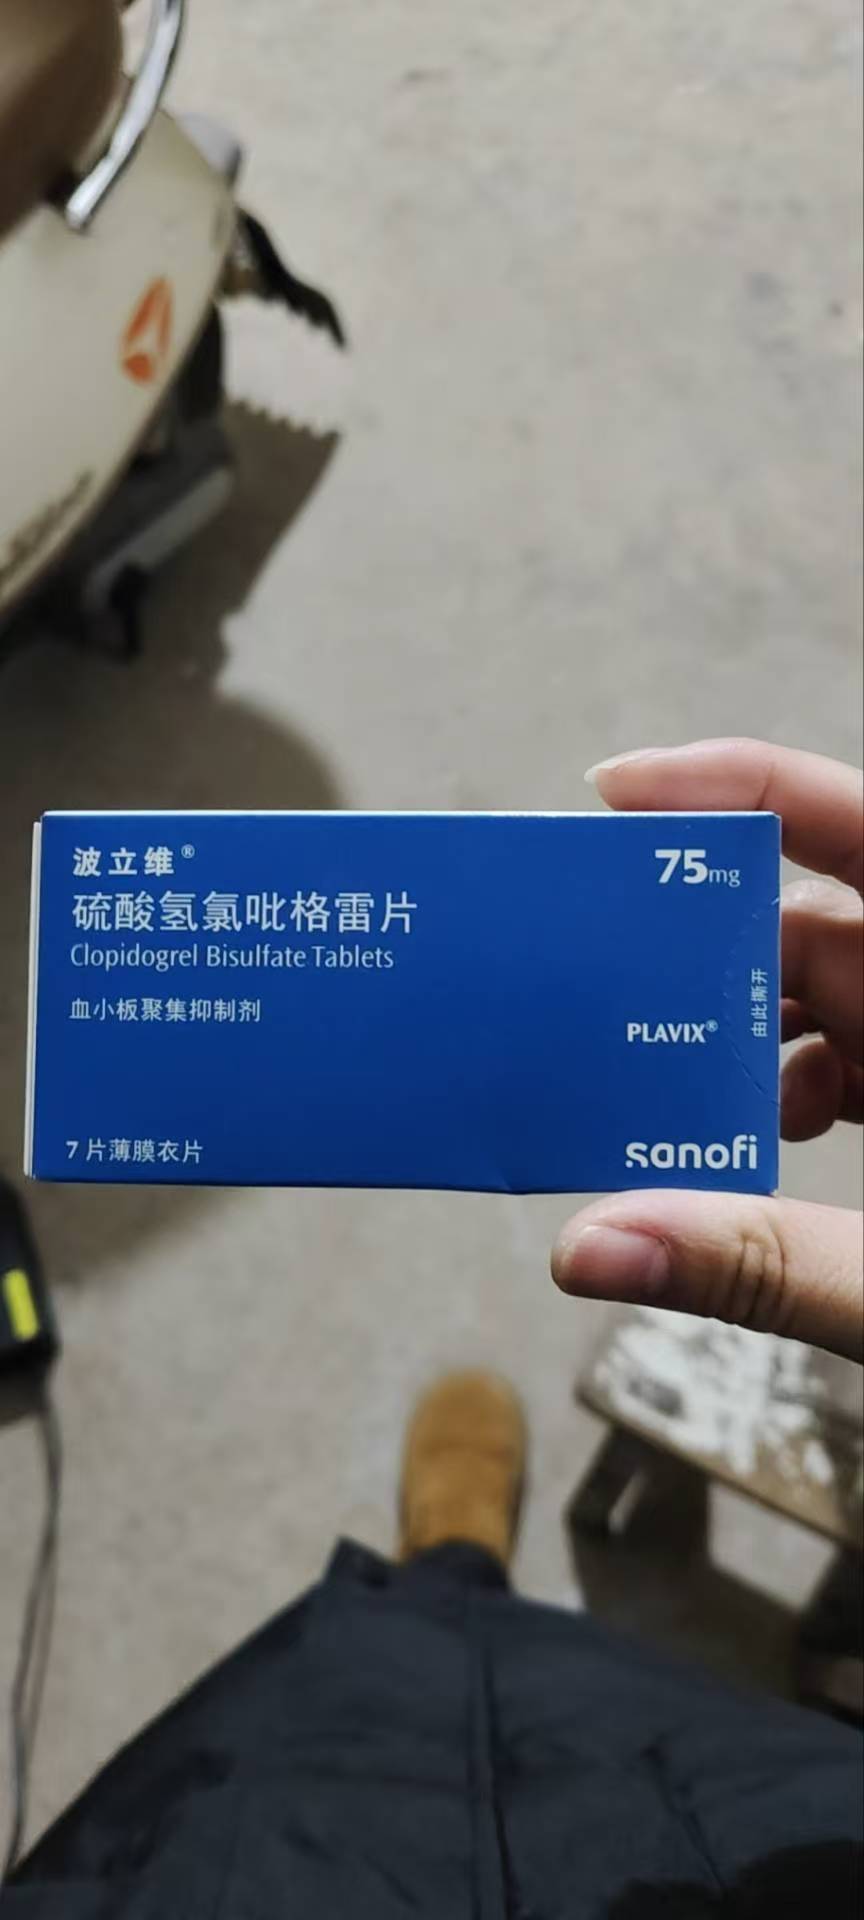 波立维®
75mg
硫酸氢氯吡格雷片
Clopidogrel Bisulfate Tablets
血小板聚集抑制剂
PLAVIX®
由此撕开
7片薄膜衣片
sanofi